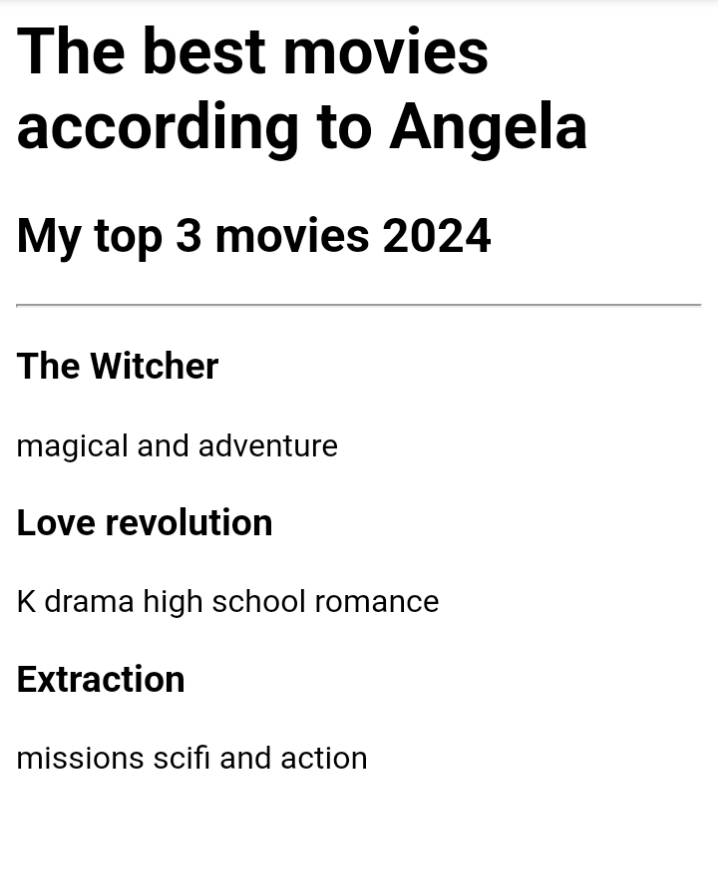 The best movies
according to Angela
My top 3 movies 2024
The Witcher
magical and adventure
Love revolution
K drama high school romance
Extraction
missions scifi and action